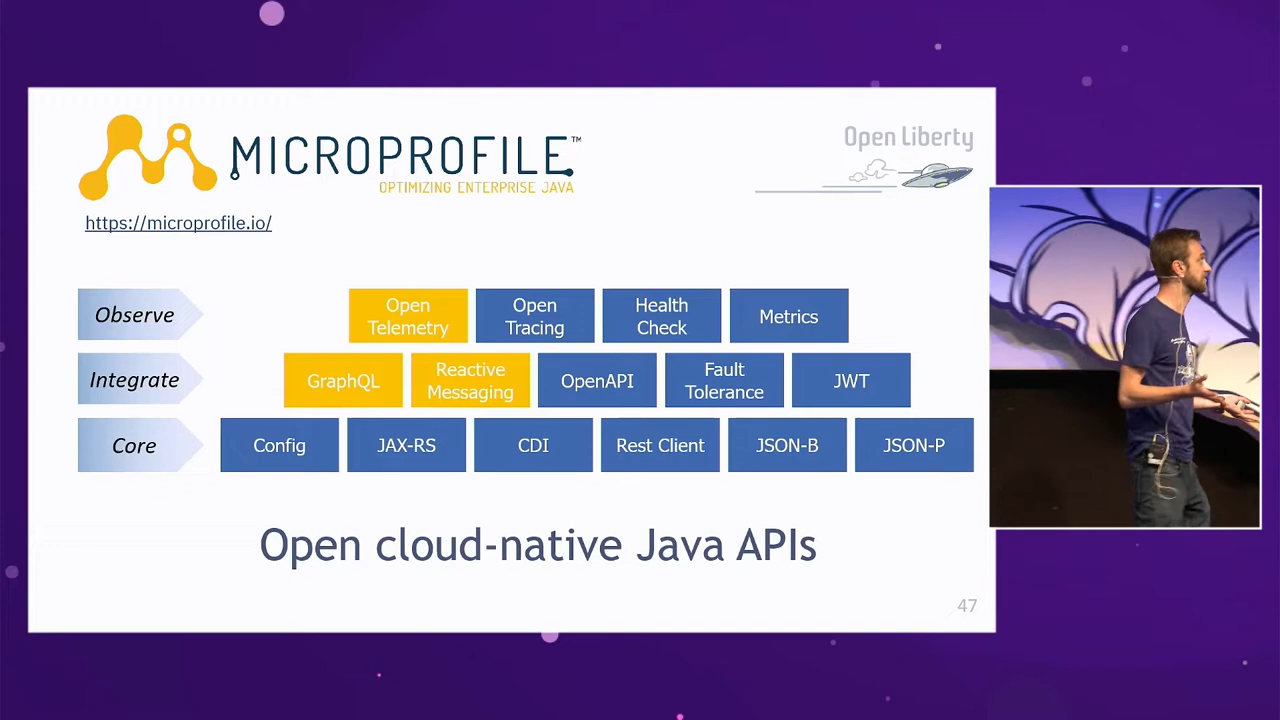 MICROPROFILE™
OPTIMIZING ENTERPRISE JAVA
Open Liberty
https://microprofile.io/
Observe
Open
Telemetry
Open
Tracing
Health
Check
Metrics
Integrate
GraphQL
Reactive
Messaging
OpenAPI
Fault
Tolerance
JWT
Core
Config
JAX-RS
CDI
Rest Client
JSON-B
JSON-P
Open cloud-native Java APIs
47